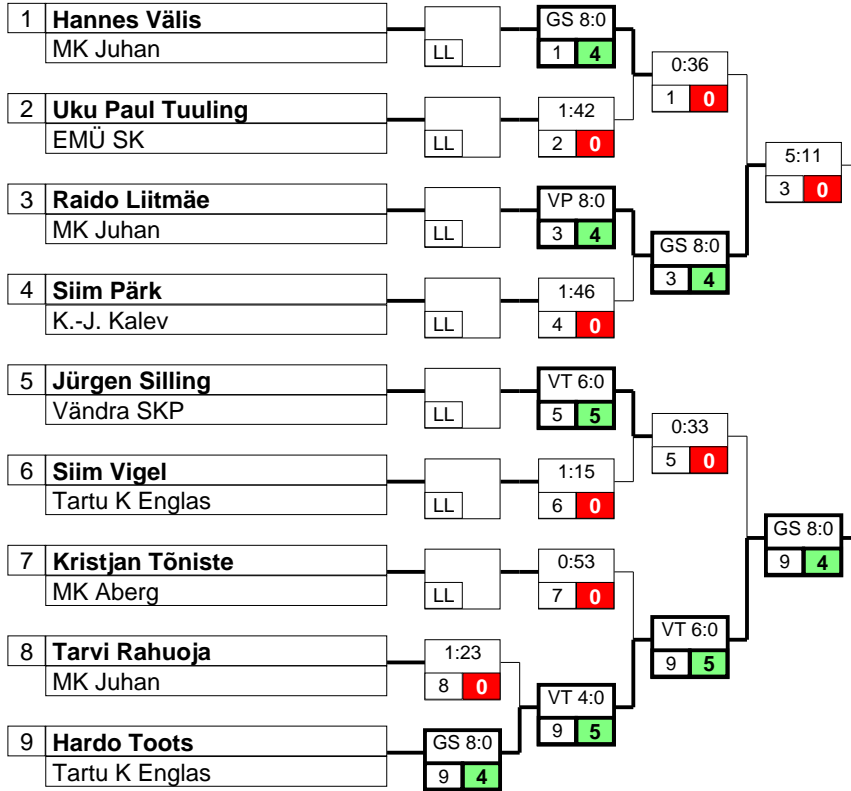 1 Hannes Välis
MK Juhan
LL
GS 8:0
1 4
0:36
1 0
2 Uku Paul Tuuling
EMÜ SK
LL
1:42
2 0
5:11
3 0
3 Raido Liitmäe
MK Juhan
LL
VP 8:0
3 4
GS 8:0
3 4
4 Siim Pärk
K.-J. Kalev
LL
1:46
4 0
5 Jürgen Silling
Vändra SKP
LL
VT 6:0
5 5
0:33
5 0
6 Siim Vigel
Tartu K Englas
LL
1:15
6 0
GS 8:0
9 4
7 Kristjan Tõniste
MK Aberg
LL
0:53
7 0
VT 6:0
9 5
8 Tarvi Rahuoja
MK Juhan
1:23
8 0
VT 4:0
9 5
9 Hardo Toots
Tartu K Englas
GS 8:0
9 4